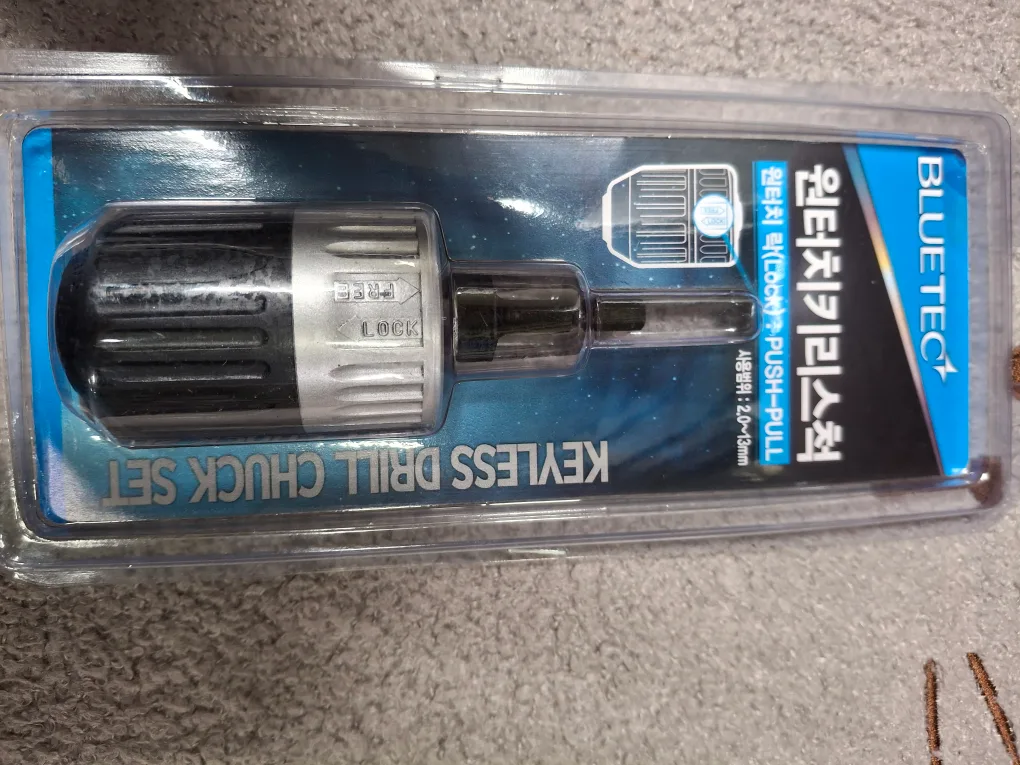 BLUETEC
원터치키리스척
원터치 락(Lock) : PUSH-PULL
사용범위 : 2.0~13mm
FREE
LOCK
KEYLESS DRILL CHUCK SET